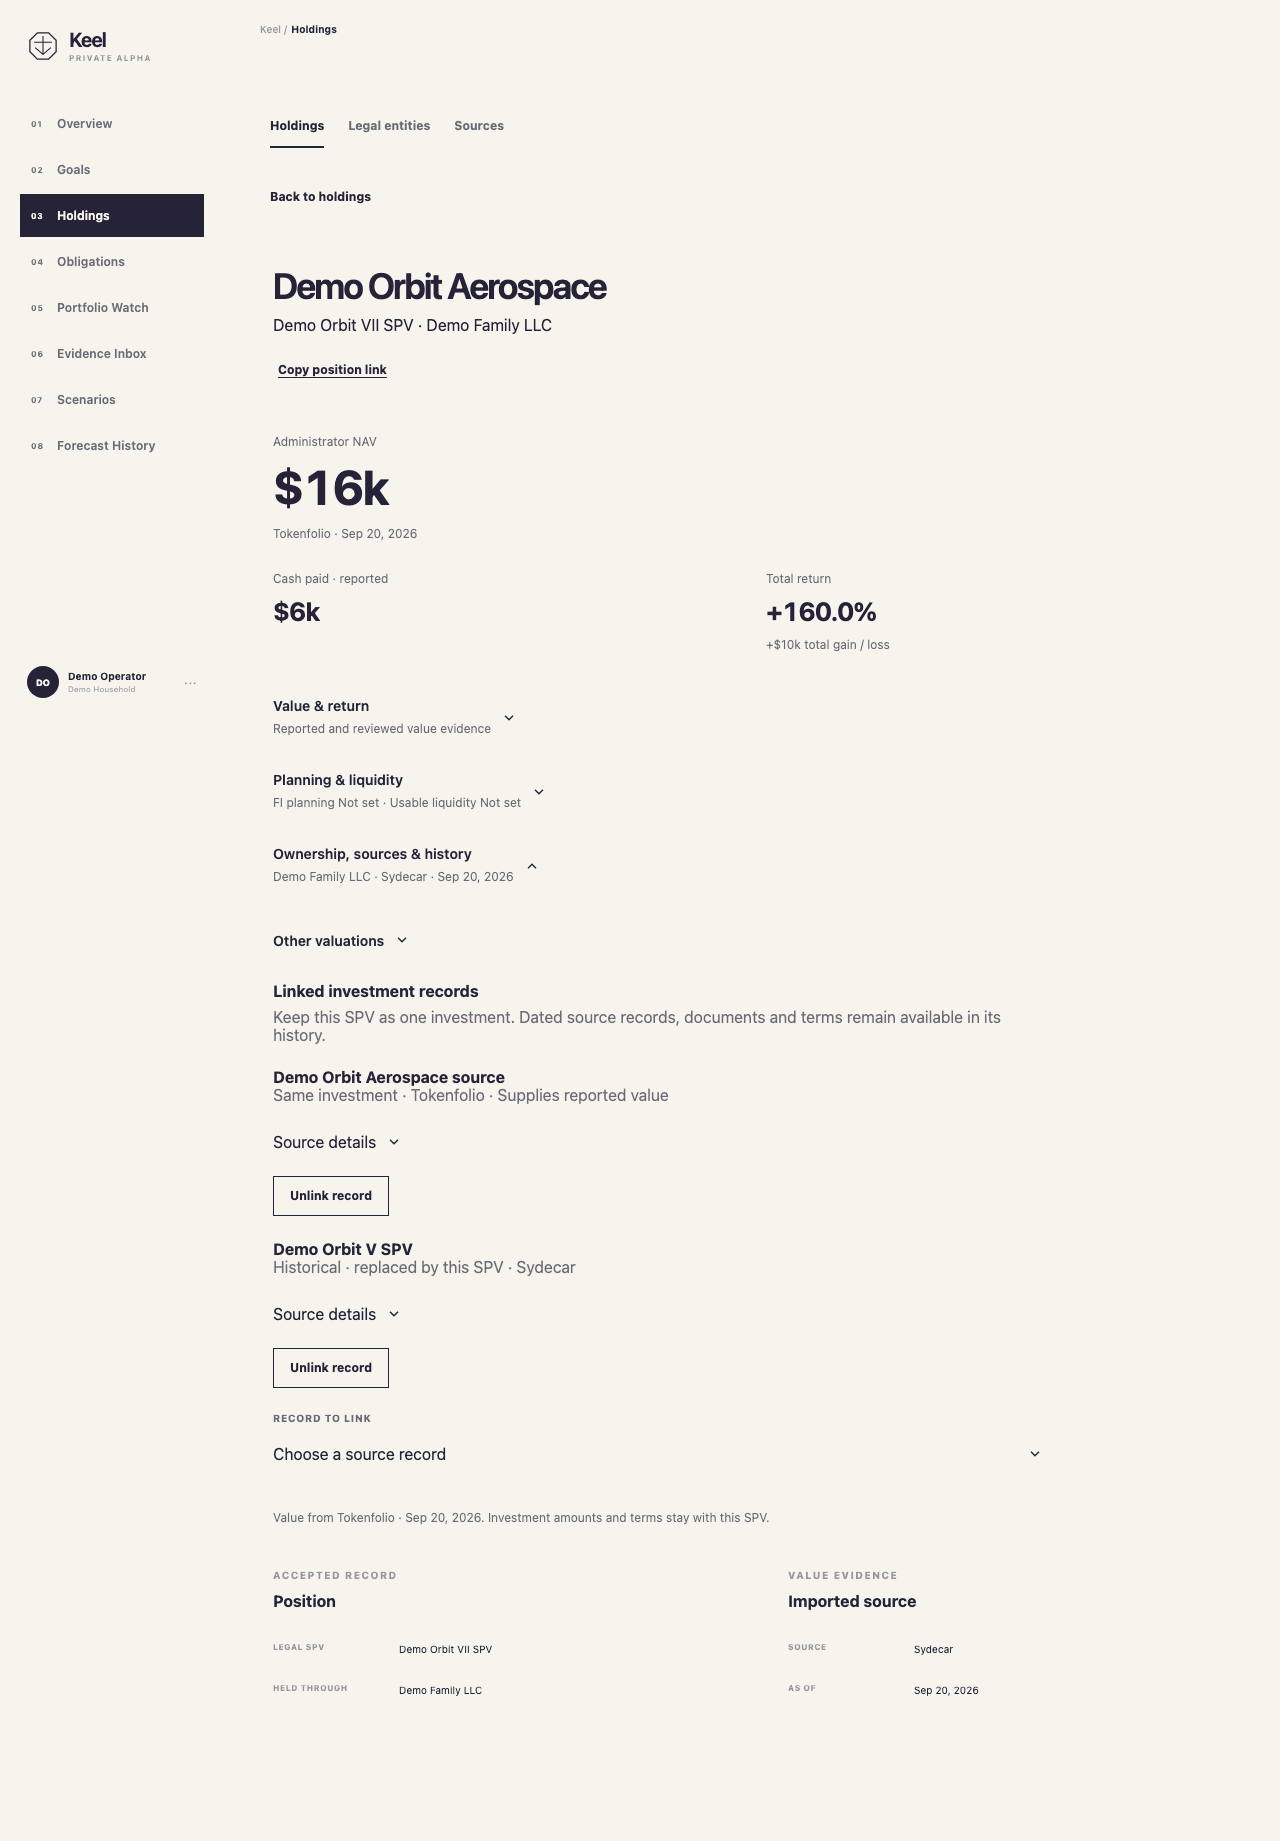 Keel
PRIVATE ALPHA
Keel / Holdings
01 Overview
02 Goals
03 Holdings
04 Obligations
05 Portfolio Watch
06 Evidence Inbox
07 Scenarios
08 Forecast History
DO
Demo Operator
Demo Household
...
Holdings Legal entities Sources
Back to holdings
Demo Orbit Aerospace
Demo Orbit VII SPV · Demo Family LLC
Copy position link
Administrator NAV
$16k
Tokenfolio · Sep 20, 2026
Cash paid · reported
$6k
Total return
+160.0%
+$10k total gain / loss
Value & return
Reported and reviewed value evidence
Planning & liquidity
FI planning Not set · Usable liquidity Not set
Ownership, sources & history
Demo Family LLC · Sydecar · Sep 20, 2026
Other valuations
Linked investment records
Keep this SPV as one investment. Dated source records, documents and terms remain available in its
history.
Demo Orbit Aerospace source
Same investment · Tokenfolio · Supplies reported value
Source details
Unlink record
Demo Orbit V SPV
Historical · replaced by this SPV · Sydecar
Source details
Unlink record
RECORD TO LINK
Choose a source record
Value from Tokenfolio · Sep 20, 2026. Investment amounts and terms stay with this SPV.
ACCEPTED RECORD
Position
LEGAL SPV Demo Orbit VII SPV
HELD THROUGH Demo Family LLC
VALUE EVIDENCE
Imported source
SOURCE Sydecar
AS OF Sep 20, 2026